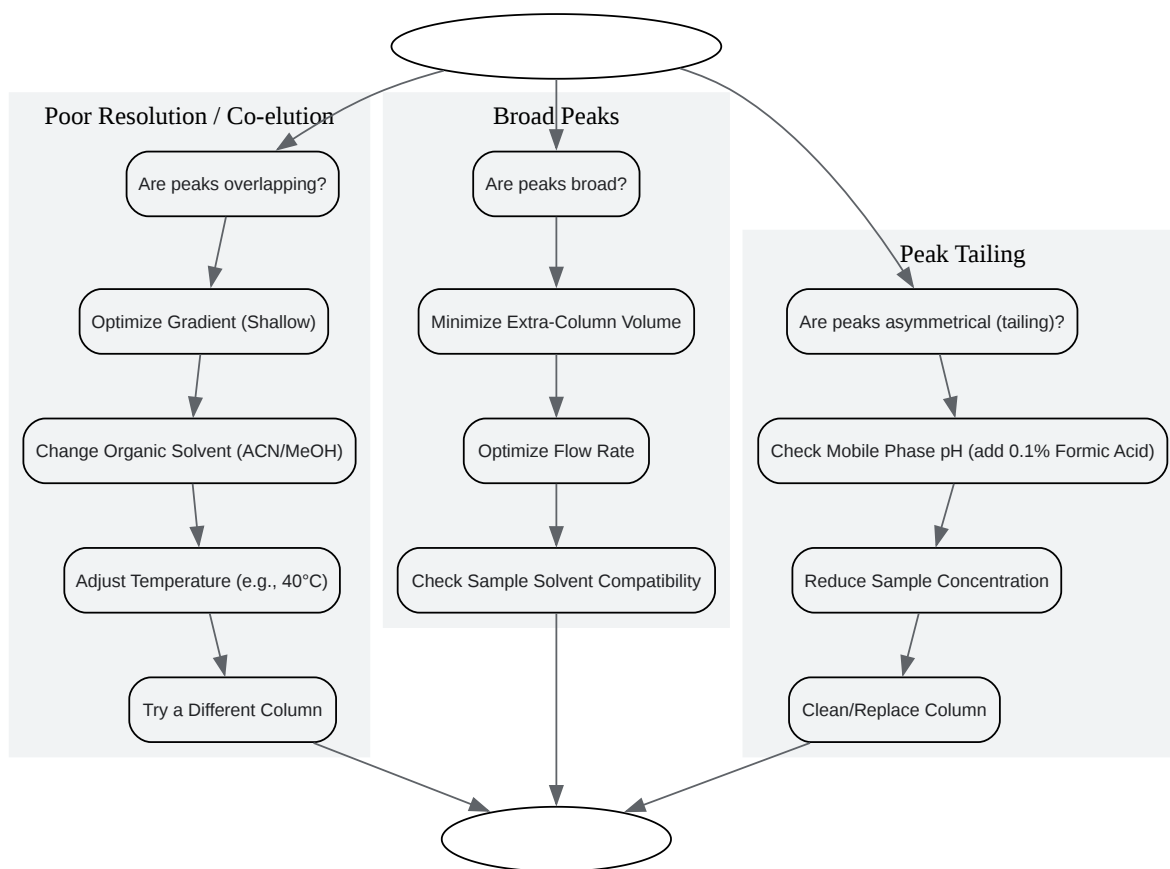 Poor Resolution / Co-elution
Are peaks overlapping?
Optimize Gradient (Shallow)
Change Organic Solvent (ACN/MeOH)
Adjust Temperature (e.g., 40°C)
Try a Different Column
Broad Peaks
Are peaks broad?
Minimize Extra-Column Volume
Optimize Flow Rate
Check Sample Solvent Compatibility
Peak Tailing
Are peaks asymmetrical (tailing)?
Check Mobile Phase pH (add 0.1% Formic Acid)
Reduce Sample Concentration
Clean/Replace Column